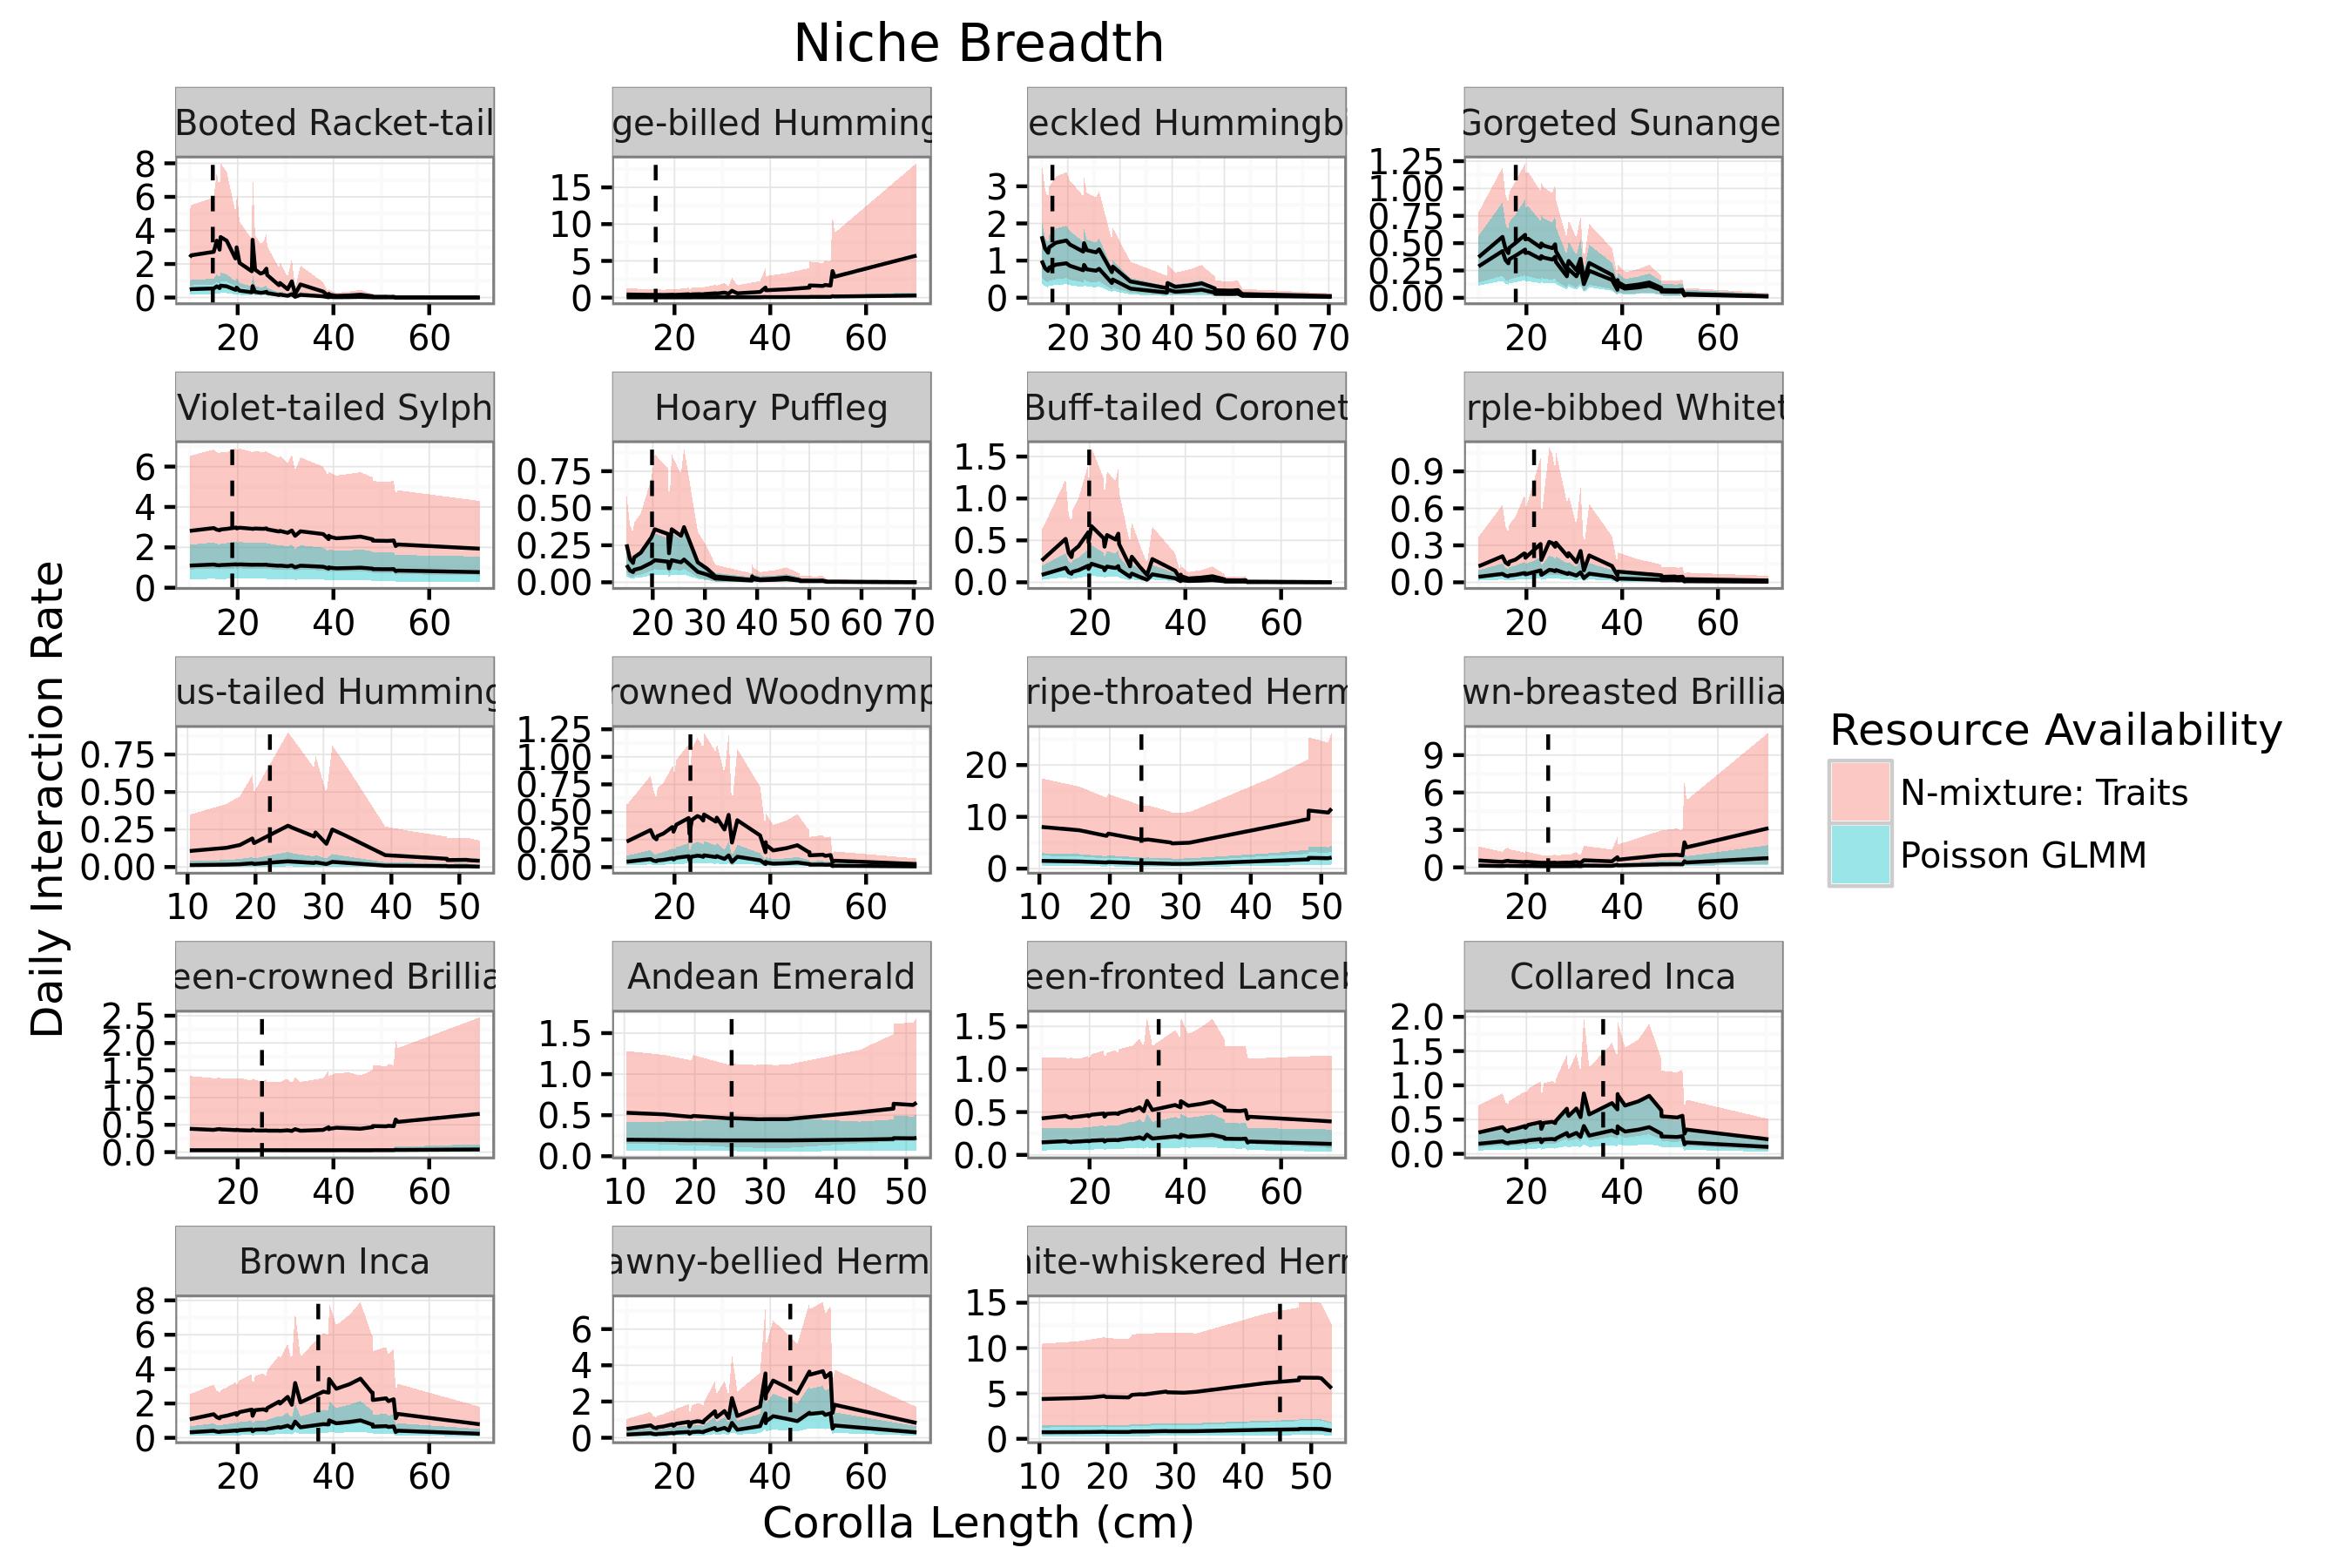 Niche Breadth
Booted Racket-tail
ge-billed Humming
eckled Hummingbi
Gorgeted Sunange
8
6
4
2
0
15
10
5
0
3
2
1
0
1.25
1.00
0.75
0.50
0.25
0.00
20 40 60
20 40 60
20 30 40 50 60 70
20 40 60
Violet-tailed Sylph
Hoary Puffleg
Buff-tailed Coronet
rple-bibbed Whitet
6
4
2
0
0.75
0.50
0.25
0.00
1.5
1.0
0.5
0.0
0.9
0.6
0.3
0.0
20 40 60
20 30 40 50 60 70
20 40 60
20 40 60
us-tailed Humming
rowned Woodnymp
ripe-throated Herm
wn-breasted Brillia
0.75
0.50
0.25
0.00
1.25
1.00
0.75
0.50
0.25
0.00
20
10
0
9
6
3
0
10 20 30 40 50
20 40 60
10 20 30 40 50
20 40 60
een-crowned Brillia
Andean Emerald
een-fronted Lanceb
Collared Inca
2.5
2.0
1.5
1.0
0.5
0.0
1.5
1.0
0.5
0.0
1.5
1.0
0.5
0.0
2.0
1.5
1.0
0.5
0.0
20 40 60
10 20 30 40 50
20 40 60
20 40 60
Brown Inca
awny-bellied Herm
hite-whiskered Herr
8
6
4
2
0
6
4
2
0
15
10
5
0
20 40 60
20 40 60
10 20 30 40 50
Daily Interaction Rate
Corolla Length (cm)
Resource Availability
N-mixture: Traits
Poisson GLMM